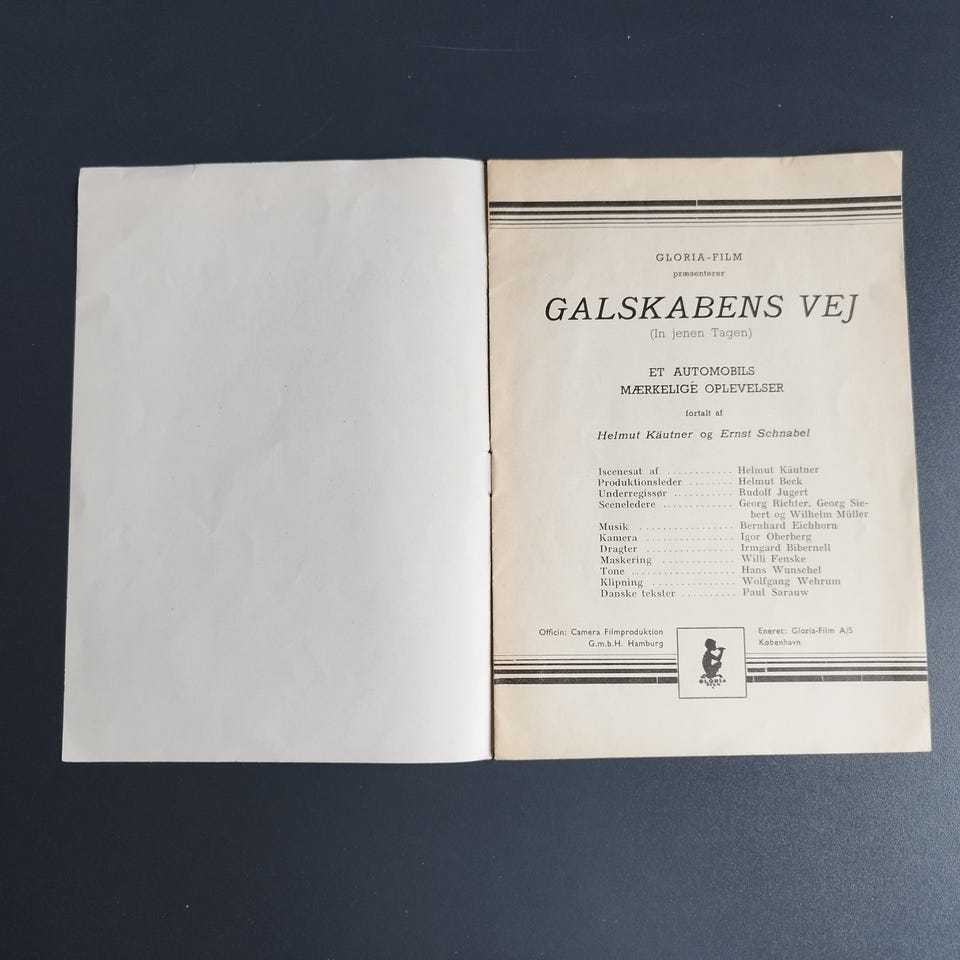 GLORIA-FILM
præsenterer
GALSKABENS VEJ
(In jenen Tagen)
ET AUTOMOBILS
MÆRKELIGE OPLEVELSER
fortalt af
Helmut Käutner og Ernst Schnabel
Iscenesat af ............ Helmut Käutner
Produktionsleder ........ Helmut Beck
Underregissør ........... Rudolf Jugert
Sceneledere ............. Georg Richter, Georg Sie-
bert og Wilhelm Müller
Musik ................ Bernhard Eichhorn
Kamera .............. Igor Oberberg
Dragter .............. Irmgard Bibernell
Maskering ............ Willi Fenske
Tone ................. Hans Wunschel
Klipning .............. Wolfgang Wehrum
Danske tekster .......... Paul Sarauw
Officin: Camera Filmproduktion
G.m.b.H. Hamburg
Eneret: Gloria-Film A/S
København
GLORIA
FILM